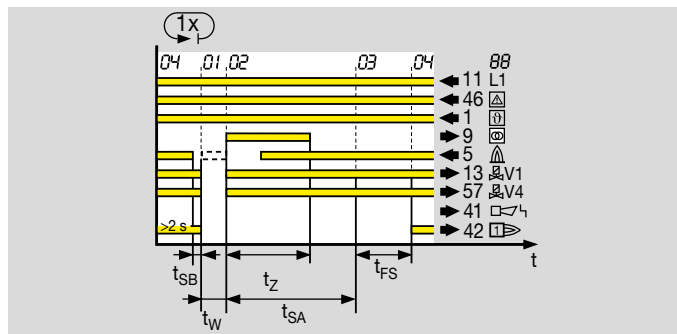 1x
04 01 02 03 04 88
11 L1
46
1
9
5
13 V1
57 V4
41
>2 s
42 1
t
tSB tZ tFS
tW tSA